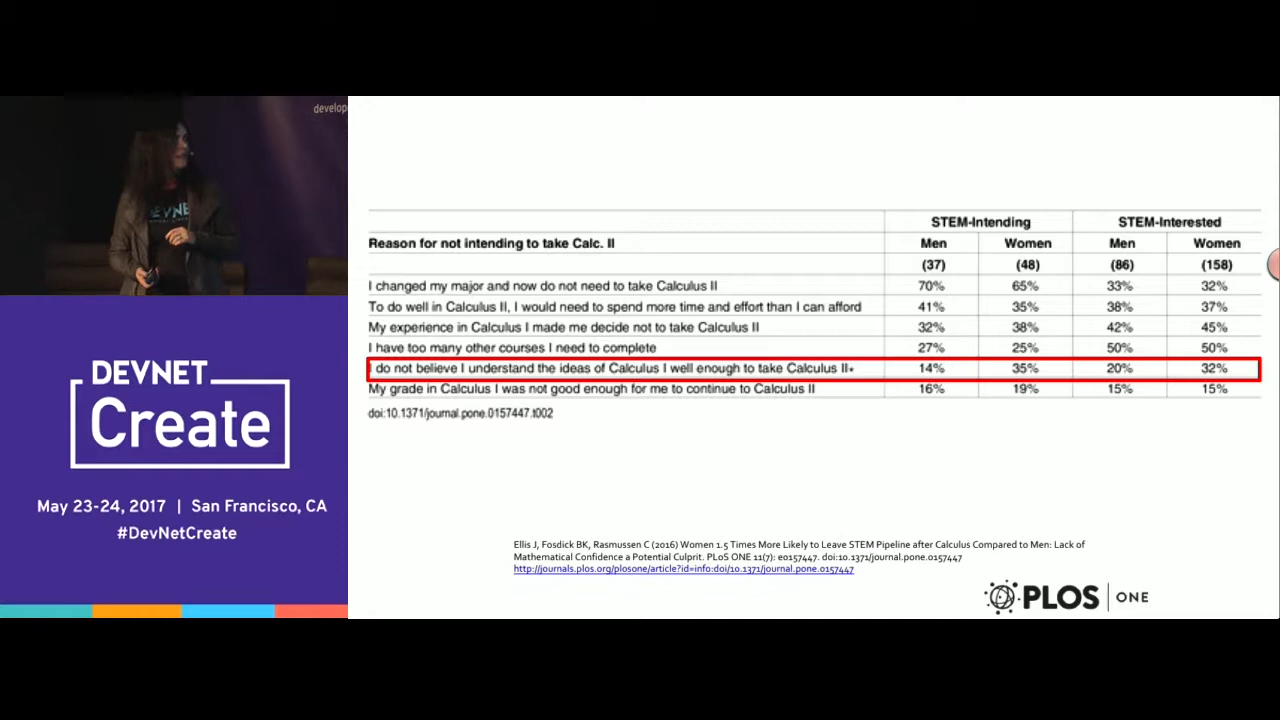 develop
DEVNE
DEVNET
Create
May 23-24, 2017 | San Francisco, CA
#DevNetCreate
STEM-Intending STEM-Interested
Reason for not intending to take Calc. II Men Women Men Women
(37) (48) (86) (158)
I changed my major and now do not need to take Calculus II 70% 65% 33% 32%
To do well in Calculus II, I would need to spend more time and effort than I can afford 41% 35% 38% 37%
My experience in Calculus I made me decide not to take Calculus II 32% 38% 42% 45%
I have too many other courses I need to complete 27% 25% 50% 50%
I do not believe I understand the ideas of Calculus I well enough to take Calculus II* 14% 35% 20% 32%
My grade in Calculus I was not good enough for me to continue to Calculus II 16% 19% 15% 15%
doi:10.1371/journal.pone.0157447.t002
Ellis J, Fosdick BK, Rasmussen C (2016) Women 1.5 Times More Likely to Leave STEM Pipeline after Calculus Compared to Men: Lack of
Mathematical Confidence a Potential Culprit. PLoS ONE 11(7): e0157447. doi:10.1371/journal.pone.0157447
http://journals.plos.org/plosone/article?id=info:doi/10.1371/journal.pone.0157447
PLOS | ONE